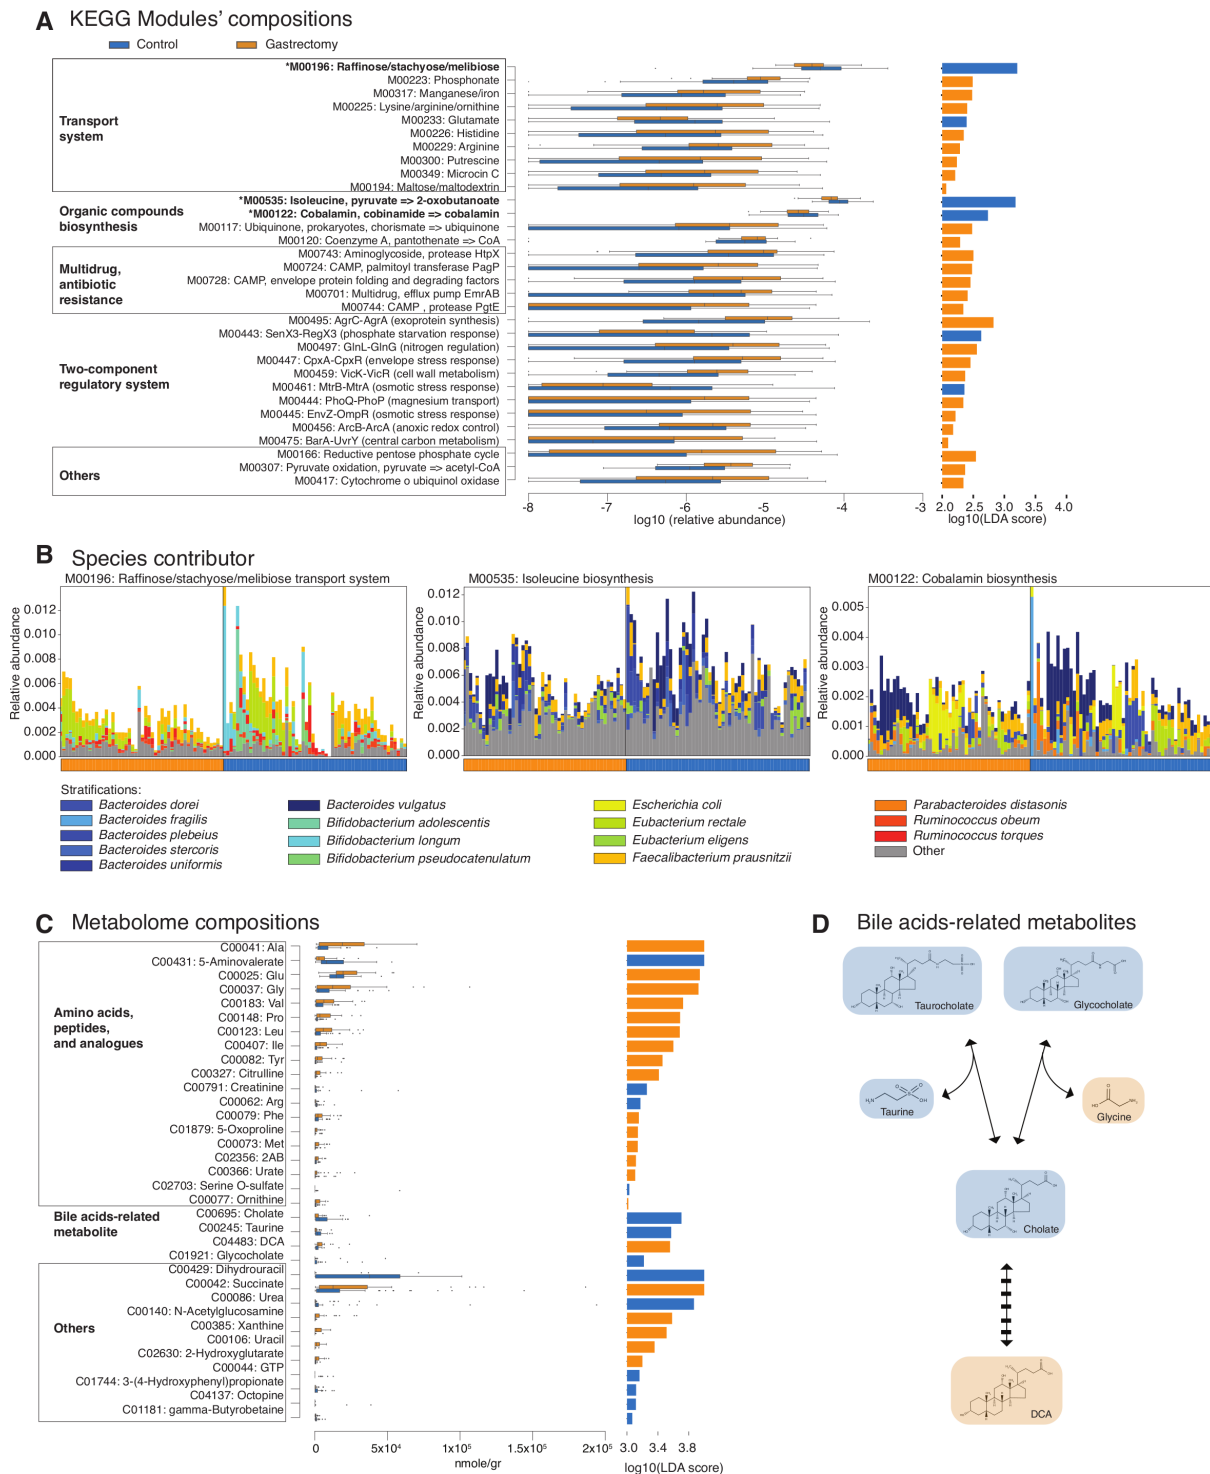 A KEGG Modules’ compositions
Control Gastrectomy
Transport
system
*M00196: Raffinose/stachyose/melibiose
M00223: Phosphonate
M00317: Manganese/iron
M00225: Lysine/arginine/ornithine
M00233: Glutamate
M00226: Histidine
M00229: Arginine
M00300: Putrescine
M00349: Microcin C
M00194: Maltose/maltodextrin
Organic compounds
biosynthesis
*M00535: Isoleucine, pyruvate => 2-oxobutanoate
*M00122: Cobalamin, cobinamide => cobalamin
M00117: Ubiquinone, prokaryotes, chorismate => ubiquinone
M00120: Coenzyme A, pantothenate => CoA
Multidrug,
antibiotic
resistance
M00743: Aminoglycoside, protease HtpX
M00724: CAMP, palmitoyl transferase PagP
M00728: CAMP, envelope protein folding and degrading factors
M00701: Multidrug, efflux pump EmrAB
M00744: CAMP , protease PgtE
Two-component
regulatory system
M00495: AgrC-AgrA (exoprotein synthesis)
M00443: SenX3-RegX3 (phosphate starvation response)
M00497: GlnL-GlnG (nitrogen regulation)
M00447: CpxA-CpxR (envelope stress response)
M00459: VicK-VicR (cell wall metabolism)
M00461: MtrB-MtrA (osmotic stress response)
M00444: PhoQ-PhoP (magnesium transport)
M00445: EnvZ-OmpR (osmotic stress response)
M00456: ArcB-ArcA (anoxic redox control)
M00475: BarA-UvrY (central carbon metabolism)
Others
M00166: Reductive pentose phosphate cycle
M00307: Pyruvate oxidation, pyruvate => acetyl-CoA
M00417: Cytochrome o ubiquinol oxidase
-8 -7 -6 -5 -4 -3
log10 (relative abundance)
2.0 2.5 3.0 3.5 4.0
log10(LDA score)
B Species contributor
M00196: Raffinose/stachyose/melibiose transport system
Relative abundance
0.012
0.010
0.008
0.006
0.004
0.002
0.000
M00535: Isoleucine biosynthesis
Relative abundance
0.012
0.010
0.008
0.006
0.004
0.002
0.000
M00122: Cobalamin biosynthesis
Relative abundance
0.005
0.004
0.003
0.002
0.001
0.000
Stratifications:
Bacteroides dorei
Bacteroides fragilis
Bacteroides plebeius
Bacteroides stercoris
Bacteroides uniformis
Bacteroides vulgatus
Bifidobacterium adolescentis
Bifidobacterium longum
Bifidobacterium pseudocatenulatum
Escherichia coli
Eubacterium rectale
Eubacterium eligens
Faecalibacterium prausnitzii
Parabacteroides distasonis
Ruminococcus obeum
Ruminococcus torques
Other
C Metabolome compositions
Amino acids,
peptides,
and analogues
C00041: Ala
C00431: 5-Aminovalerate
C00025: Glu
C00037: Gly
C00183: Val
C00148: Pro
C00123: Leu
C00407: Ile
C00082: Tyr
C00327: Citrulline
C00791: Creatinine
C00062: Arg
C00079: Phe
C01879: 5-Oxoproline
C00073: Met
C02356: 2AB
C00366: Urate
C02703: Serine O-sulfate
C00077: Ornithine
Bile acids-related
metabolite
C00695: Cholate
C00245: Taurine
C04483: DCA
C01921: Glycocholate
Others
C00429: Dihydrouracil
C00042: Succinate
C00086: Urea
C00140: N-Acetylglucosamine
C00385: Xanthine
C00106: Uracil
C02630: 2-Hydroxyglutarate
C00044: GTP
C01744: 3-(4-Hydroxyphenyl)propionate
C04137: Octopine
C01181: gamma-Butyrobetaine
0 5x10⁴ 1x10⁵ 1.5x10⁵ 2x10⁵
nmole/gr
3.0 3.4 3.8
log10(LDA score)
D Bile acids-related metabolites
Taurocholate
Glycocholate
Taurine
Glycine
Cholate
DCA